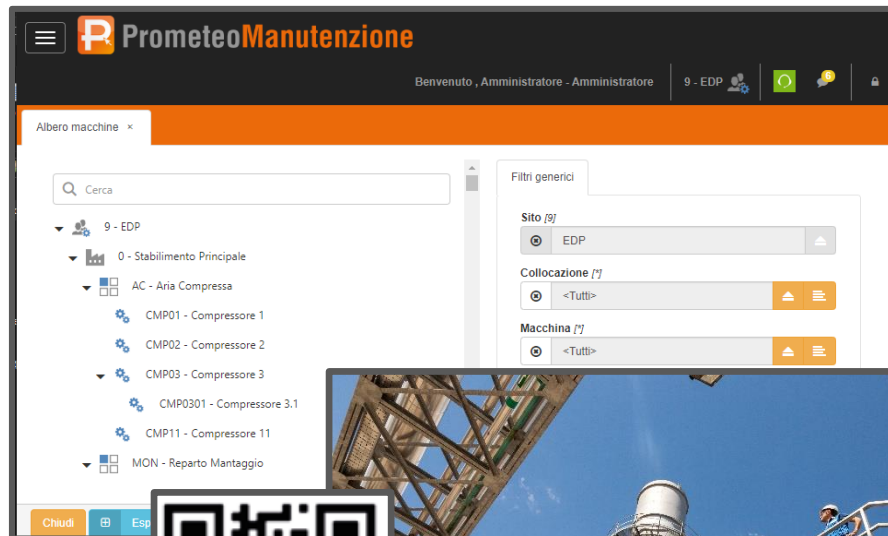 PrometeoManutenzione
Benvenuto , Amministratore - Amministratore
9 - EDP
6
Albero macchine ×
Cerca
9 - EDP
0 - Stabilimento Principale
AC - Aria Compressa
CMP01 - Compressore 1
CMP02 - Compressore 2
CMP03 - Compressore 3
CMP0301 - Compressore 3.1
CMP11 - Compressore 11
MON - Reparto Mantaggio
Filtri generici
Sito [9]
EDP
Collocazione [*]
<Tutti>
Macchina [*]
<Tutti>
Chiudi
Esp